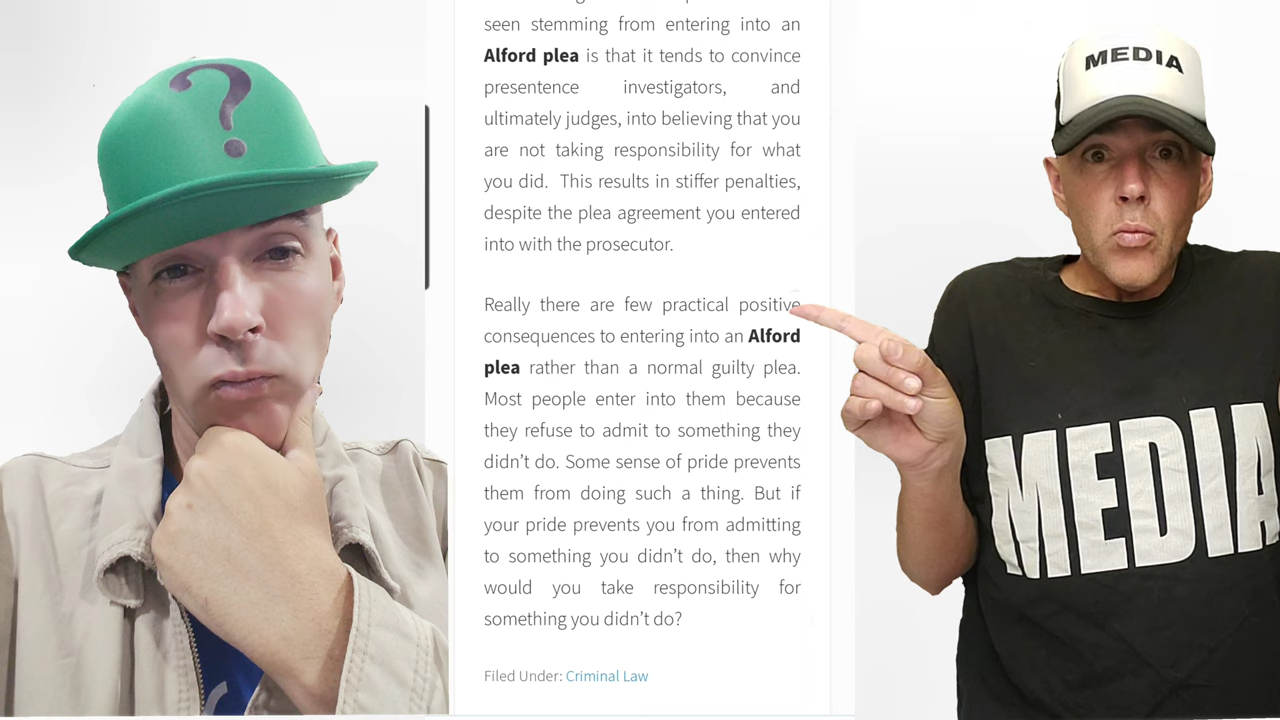 ?
seen stemming from entering into an
Alford plea is that it tends to convince
presentence investigators, and
ultimately judges, into believing that you
are not taking responsibility for what
you did. This results in stiffer penalties,
despite the plea agreement you entered
into with the prosecutor.
Really there are few practical positive
consequences to entering into an Alford
plea rather than a normal guilty plea.
Most people enter into them because
they refuse to admit to something they
didn't do. Some sense of pride prevents
them from doing such a thing. But if
your pride prevents you from admitting
to something you didn't do, then why
would you take responsibility for
something you didn't do?
Filed Under: Criminal Law
MEDIA
MEDIA